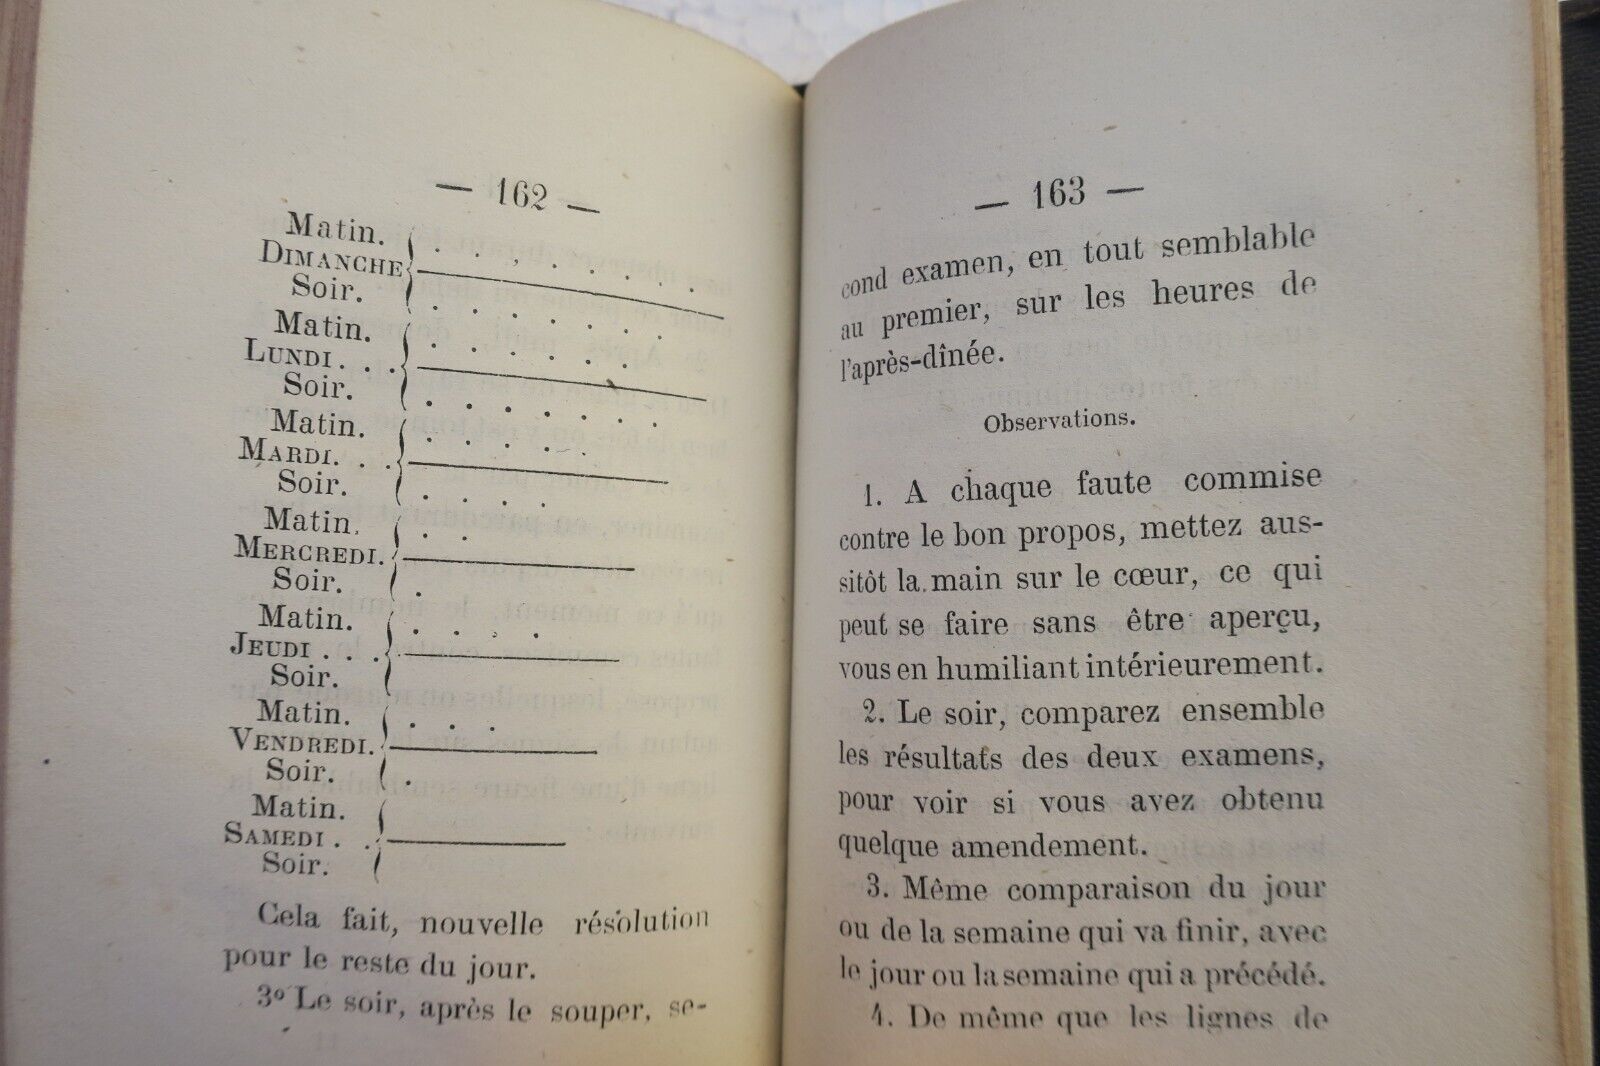 — 162 —
Matin.
DIMANCHE
Soir.
Matin.
LUNDI . . .
Soir.
Matin.
MARDI. . .
Soir.
Matin.
MERCREDI.
Soir.
Matin.
JEUDI . . .
Soir.
Matin.
VENDREDI.
Soir.
Matin.
SAMEDI . .
Soir.
Cela fait, nouvelle résolution
pour le reste du jour.
3º Le soir, après le souper, se-
— 163 —
cond examen, en tout semblable
au premier, sur les heures de
l'après-dînée.
Observations.
1. A chaque faute commise
contre le bon propos, mettez aus-
sitôt la main sur le cœur, ce qui
peut se faire sans être aperçu,
vous en humiliant intérieurement.
2. Le soir, comparez ensemble
les résultats des deux examens,
pour voir si vous avez obtenu
quelque amendement.
3. Même comparaison du jour
ou de la semaine qui va finir, avec
le jour ou la semaine qui a précédé.
4. De même que les lignes de